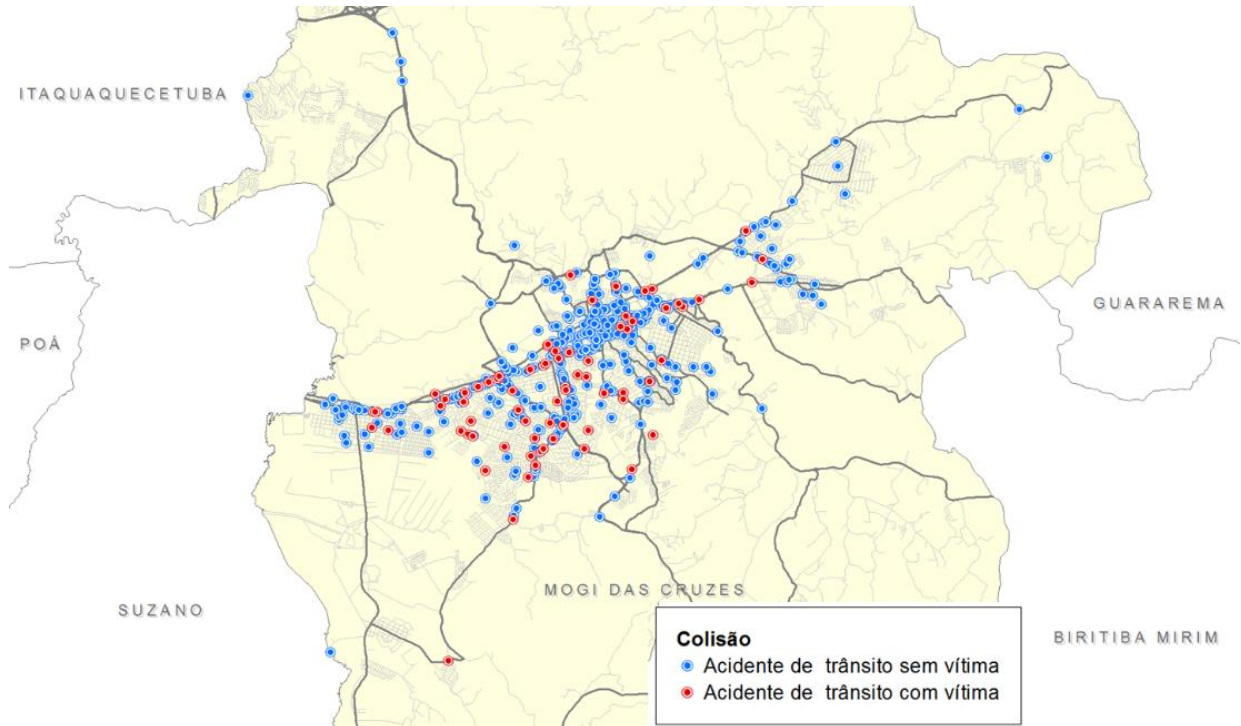 ITAQUAQUECETUBA
GUARAREMA
POÁ
MOGI DAS CRUZES
SUZANO
BIRITIBA MIRIM
Colisão
Acidente de trânsito sem vítima
Acidente de trânsito com vítima